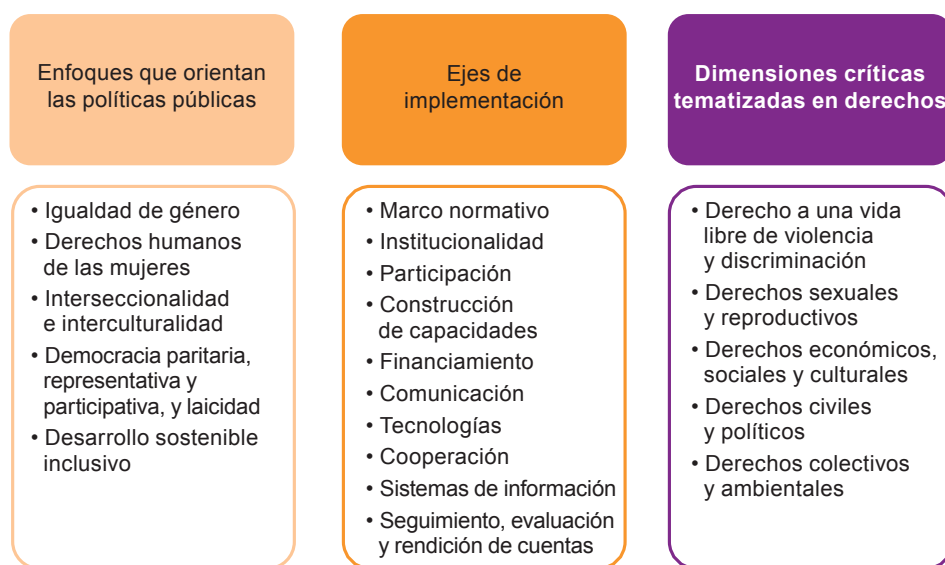 Enfoques que orientan
las políticas públicas
• Igualdad de género
• Derechos humanos
de las mujeres
• Interseccionalidad
e interculturalidad
• Democracia paritaria,
representativa y
participativa, y laicidad
• Desarrollo sostenible
inclusivo
Ejes de
implementación
• Marco normativo
• Institucionalidad
• Participación
• Construcción
de capacidades
• Financiamiento
• Comunicación
• Tecnologías
• Cooperación
• Sistemas de información
• Seguimiento, evaluación
y rendición de cuentas
Dimensiones críticas
tematizadas en derechos
• Derecho a una vida
libre de violencia
y discriminación
• Derechos sexuales
y reproductivos
• Derechos económicos,
sociales y culturales
• Derechos civiles
y políticos
• Derechos colectivos
y ambientales